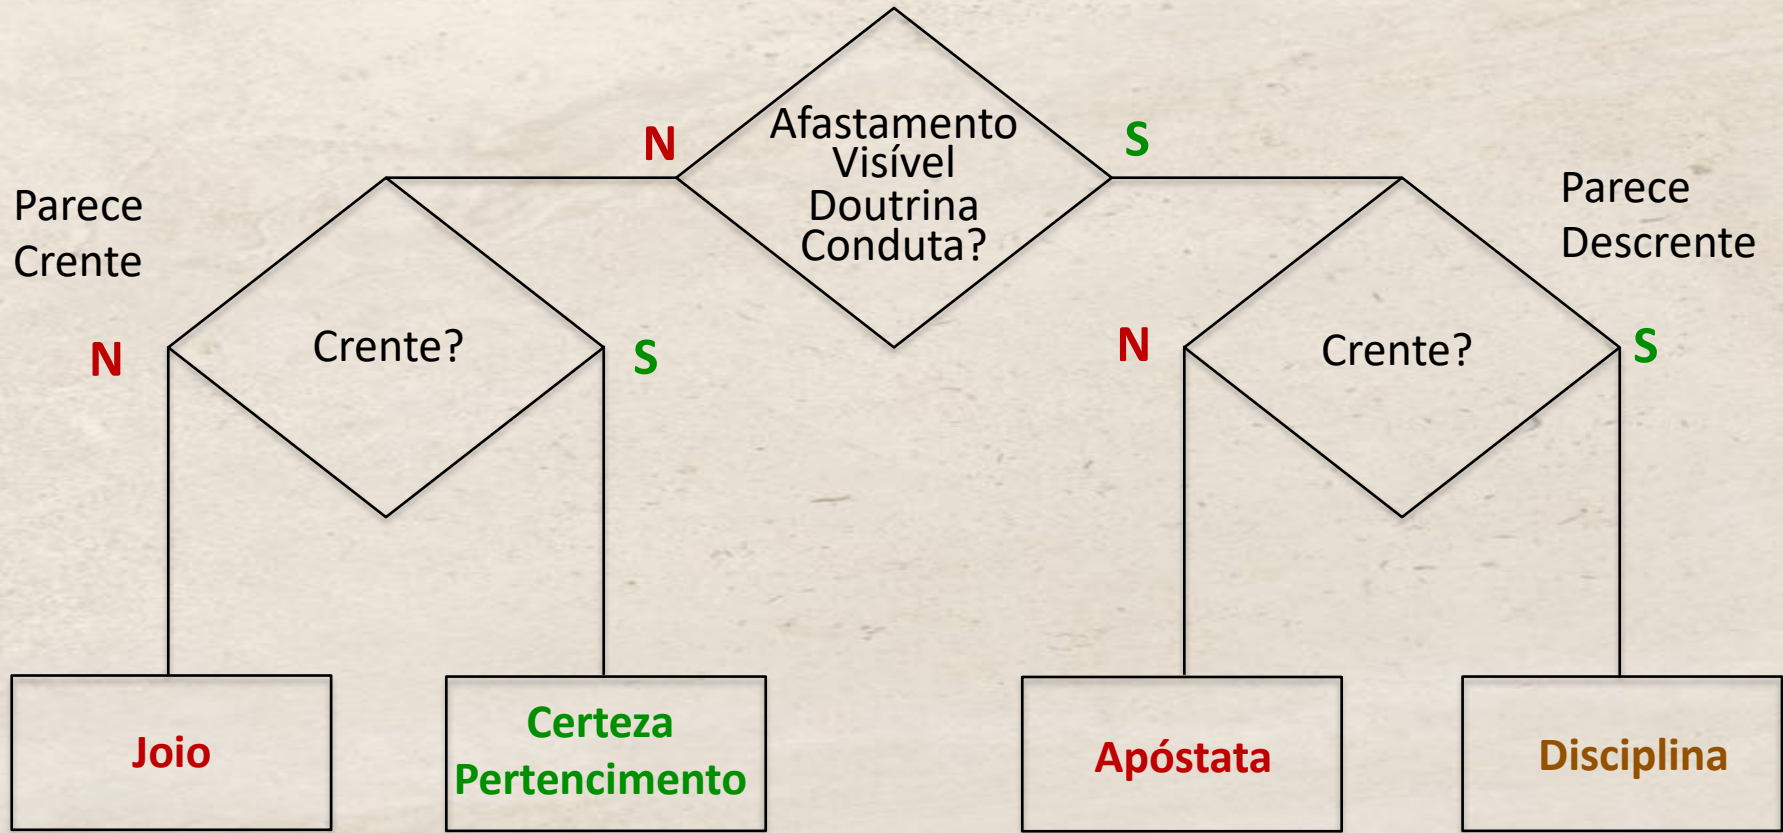 Afastamento
Visível
Doutrina
Conduta?
N
S
Parece
Crente
Parece
Descrente
N
Crente?
S
N
Crente?
S
Joio
Certeza
Pertencimento
Apóstata
Disciplina